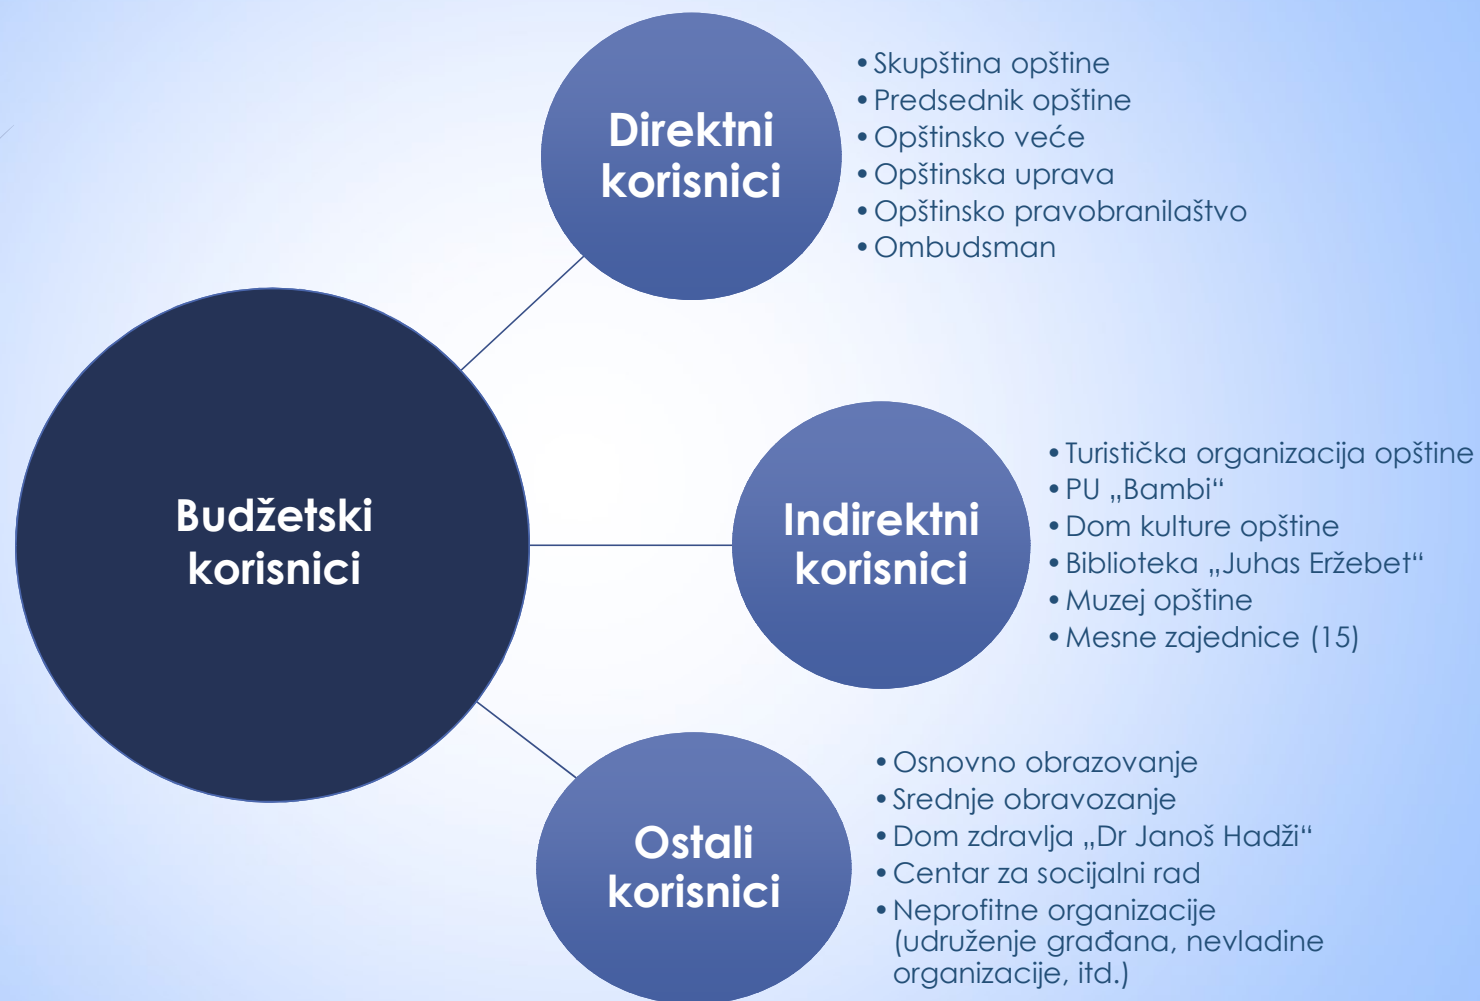 Budžetski
korisnici
Direktni
korisnici
• Skupština opštine
• Predsednik opštine
• Opštinsko veće
• Opštinska uprava
• Opštinsko pravobranilaštvo
• Ombudsman
Indirektni
korisnici
• Turistička organizacija opštine
• PU „Bambi“
• Dom kulture opštine
• Biblioteka „Juhas Eržebet“
• Muzej opštine
• Mesne zajednice (15)
Ostali
korisnici
• Osnovno obrazovanje
• Srednje obravozanje
• Dom zdravlja „Dr Janoš Hadži“
• Centar za socijalni rad
• Neprofitne organizacije
(udruženje građana, nevladine
organizacije, itd.)